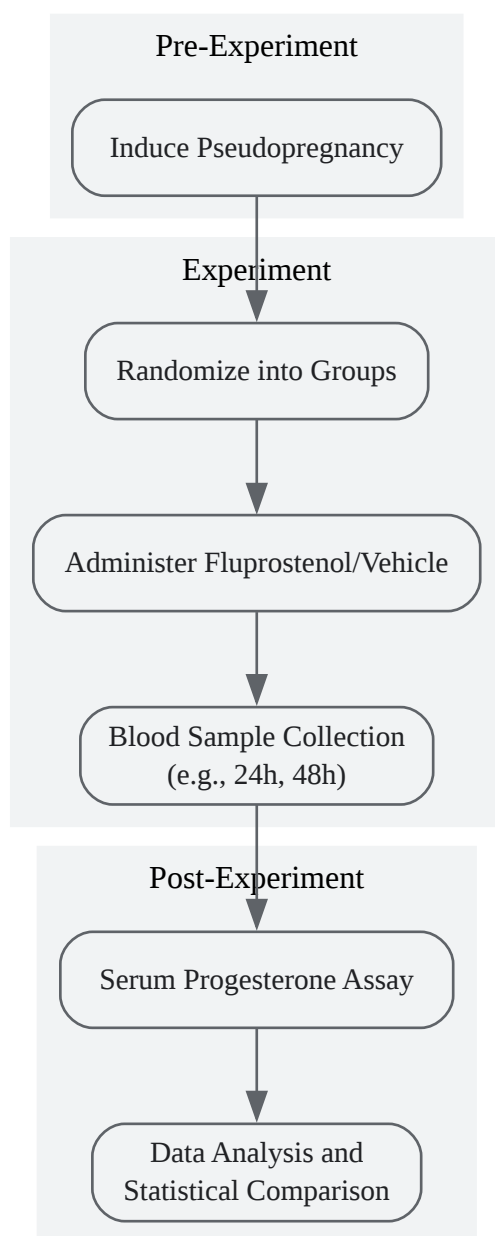 Pre-Experiment
Induce Pseudopregnancy
Experiment
Randomize into Groups
Administer Fluprostenol/Vehicle
Blood Sample Collection
(e.g., 24h, 48h)
Post-Experiment
Serum Progesterone Assay
Data Analysis and
Statistical Comparison